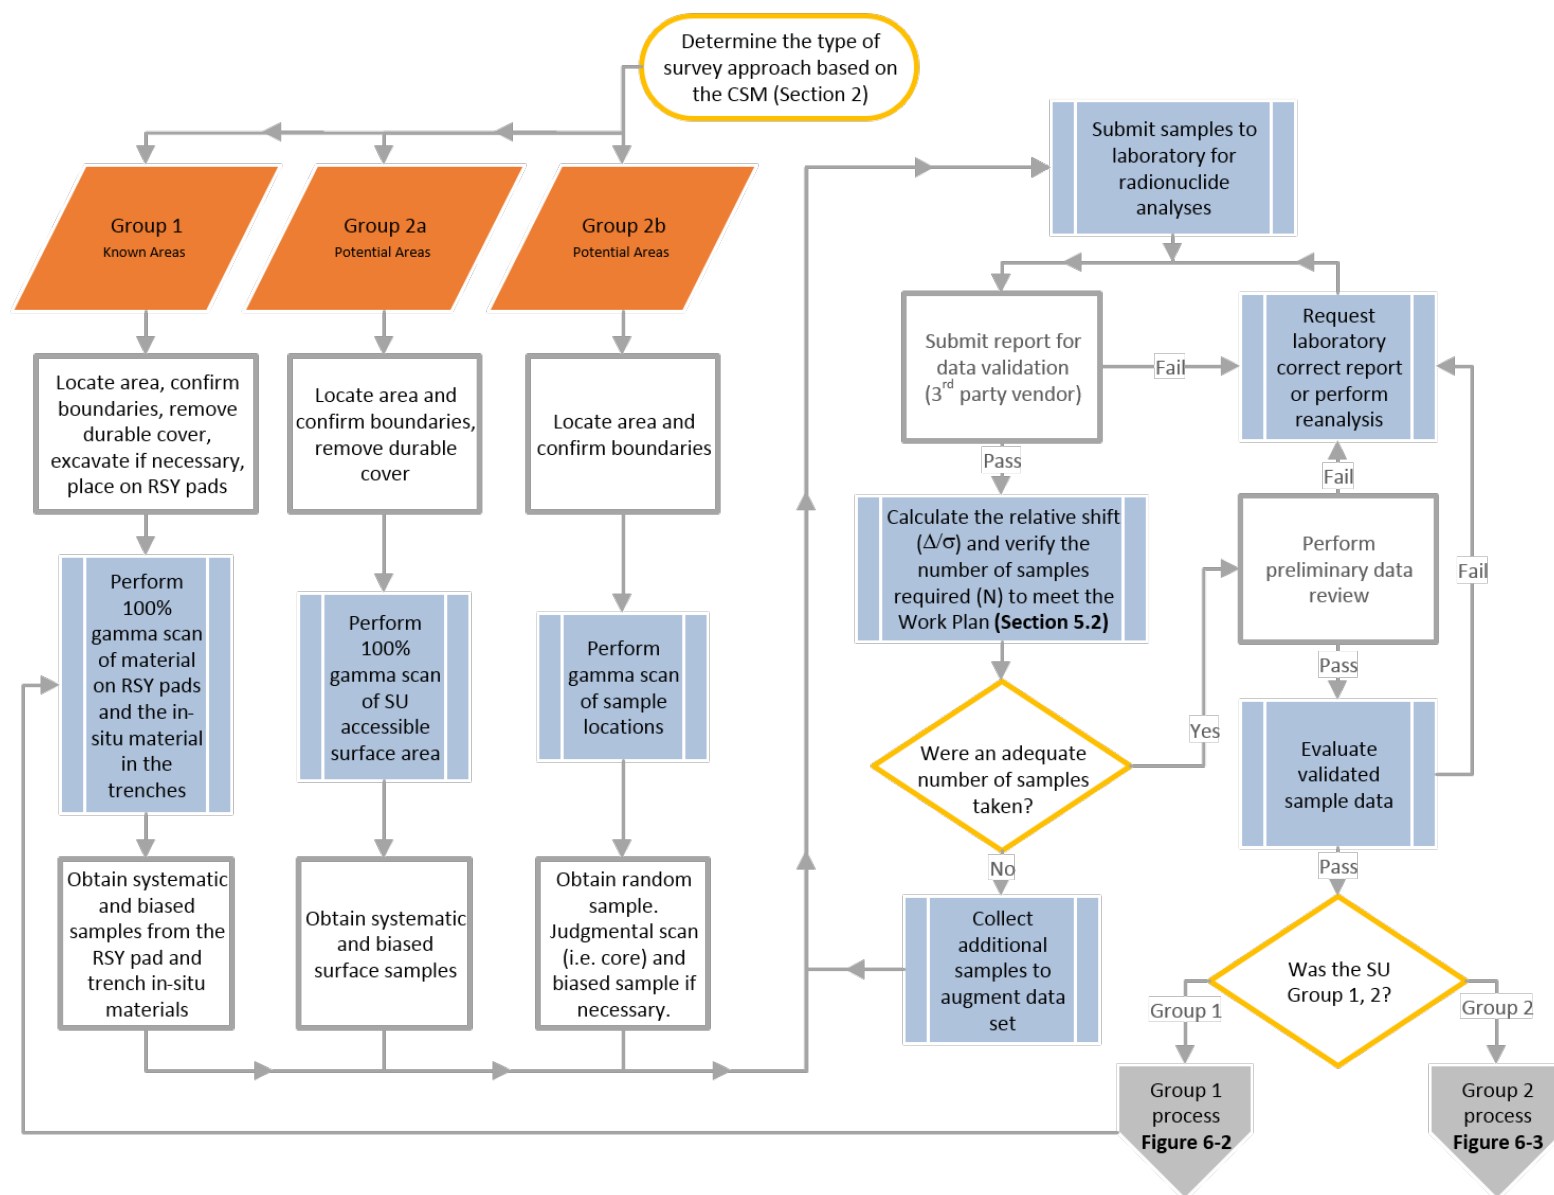 Determine the type of
survey approach based on
the CSM (Section 2)
Group 1
Known Areas
Group 2a
Potential Areas
Group 2b
Potential Areas
Locate area, confirm
boundaries, remove
durable cover,
excavate if necessary,
place on RSY pads
Locate area and
confirm boundaries,
remove durable
cover
Locate area and
confirm boundaries
Perform
100%
gamma scan
of material
on RSY pads
and the in-
situ material
in the
trenches
Perform
100%
gamma scan
of SU
accessible
surface area
Perform
gamma scan
of sample
locations
Obtain systematic
and biased
samples from the
RSY pad and
trench in-situ
materials
Obtain systematic
and biased
surface samples
Obtain random
sample.
Judgmental scan
(i.e. core) and
biased sample if
necessary.
Submit samples to
laboratory for
radionuclide
analyses
Submit report for
data validation
(3rd party vendor)
Fail
Request
laboratory
correct report
or perform
reanalysis
Pass
Fail
Calculate the relative shift
(Δ/σ) and verify the
number of samples
required (N) to meet the
Work Plan (Section 5.2)
Perform
preliminary data
review
Fail
Pass
Were an adequate
number of samples
taken?
Yes
Evaluate
validated
sample data
No
Pass
Collect
additional
samples to
augment data
set
Was the SU
Group 1, 2?
Group 1
Group 2
Group 1
process
Figure 6-2
Group 2
process
Figure 6-3